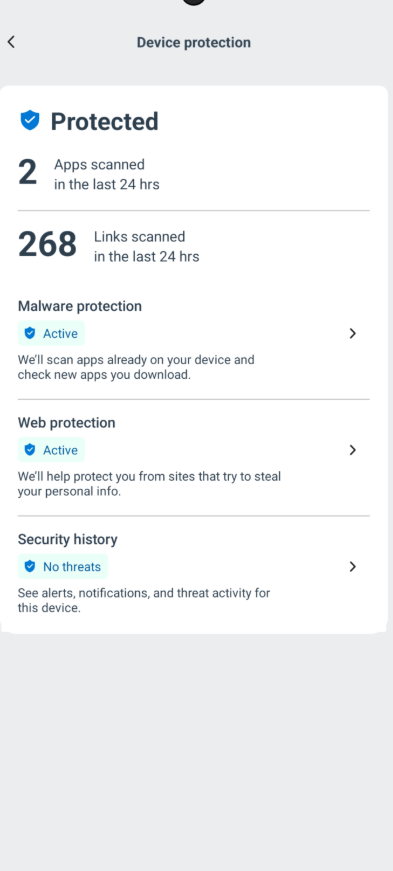 Device protection
Protected
2 Apps scanned
in the last 24 hrs
268 Links scanned
in the last 24 hrs
Malware protection
Active
We'll scan apps already on your device and
check new apps you download.
Web protection
Active
We'll help protect you from sites that try to steal
your personal info.
Security history
No threats
See alerts, notifications, and threat activity for
this device.